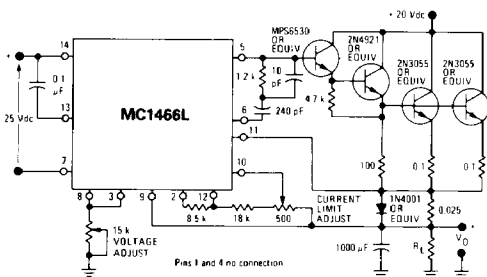 + 20 Vdc
MPS6530
OR
EQUIV
2N4921
OR
EQUIV
2N3055
OR
EQUIV
2N3055
OR
EQUIV
14
5
+
0.1
µF
1.2 k
10
pF
4.7 k
13
MC1466L
6
240 pF
25 Vdc
11
7
10
100
0.1
0.1
8
3
9
2
12
CURRENT
LIMIT
ADJUST
1N4001
OR
EQUIV
0.025
8.5 k
18 k
500
15 k
VOLTAGE
ADJUST
1000 µF
RL
VO
+
Pins 1 and 4 no connection